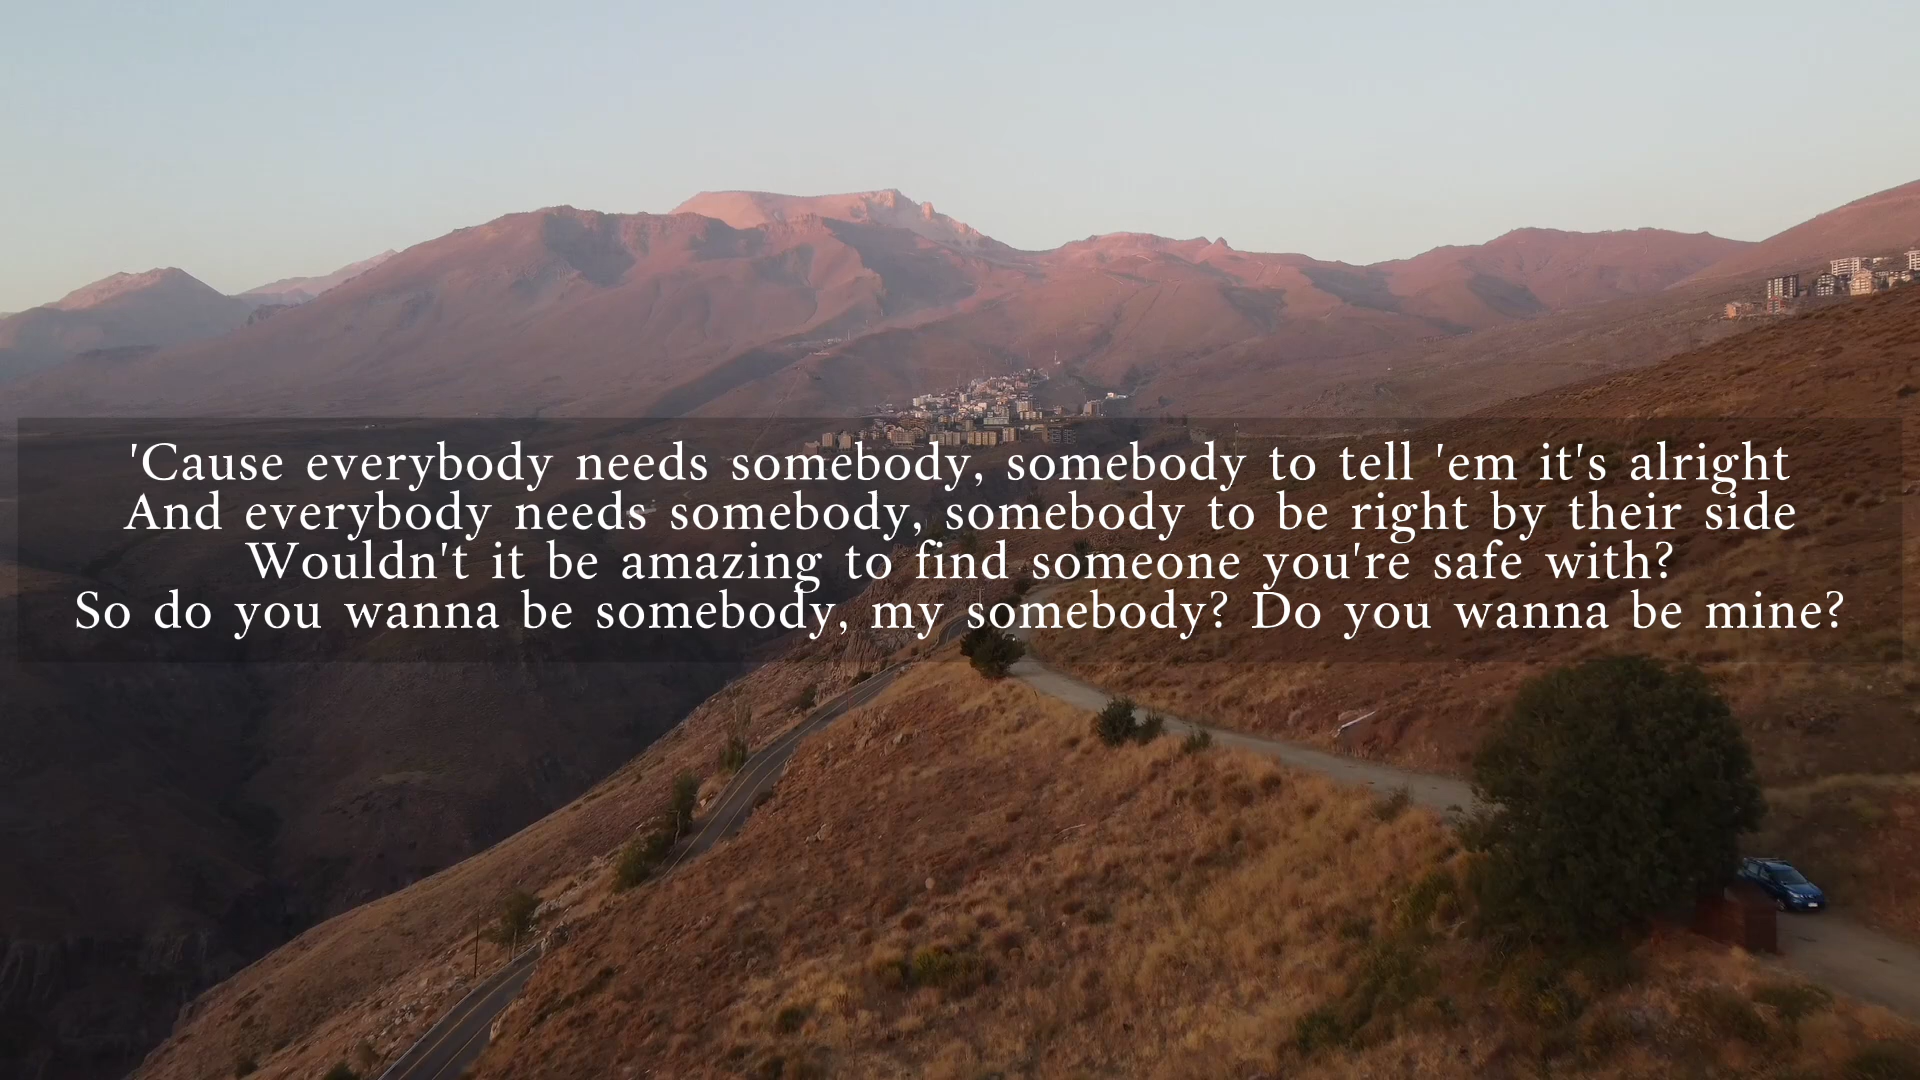 'Cause everybody needs somebody, somebody to tell 'em it's alright
And everybody needs somebody, somebody to be right by their side
Wouldn't it be amazing to find someone you're safe with?
So do you wanna be somebody, my somebody? Do you wanna be mine?